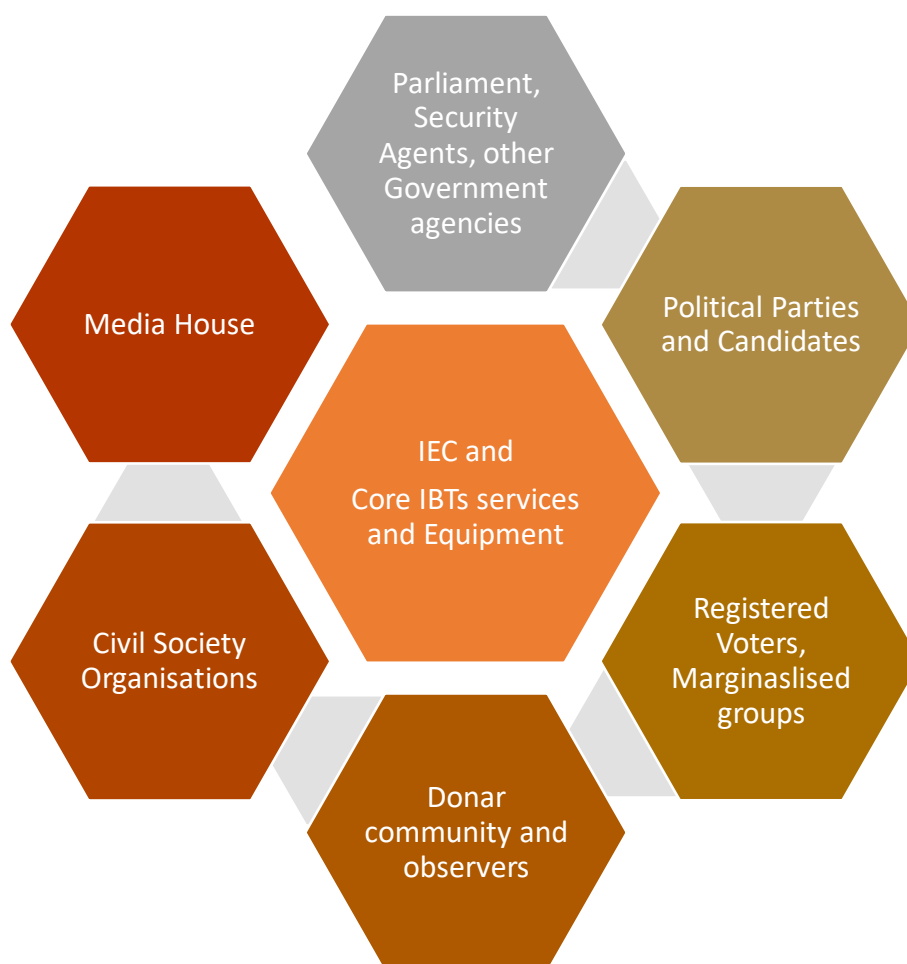 Parliament,
Security
Agents, other
Government
agencies
Media House
Political Parties
and Candidates
IEC and
Core IBTs services
and Equipment
Civil Society
Organisations
Registered
Voters,
Marginaslised
groups
Donar
community and
observers